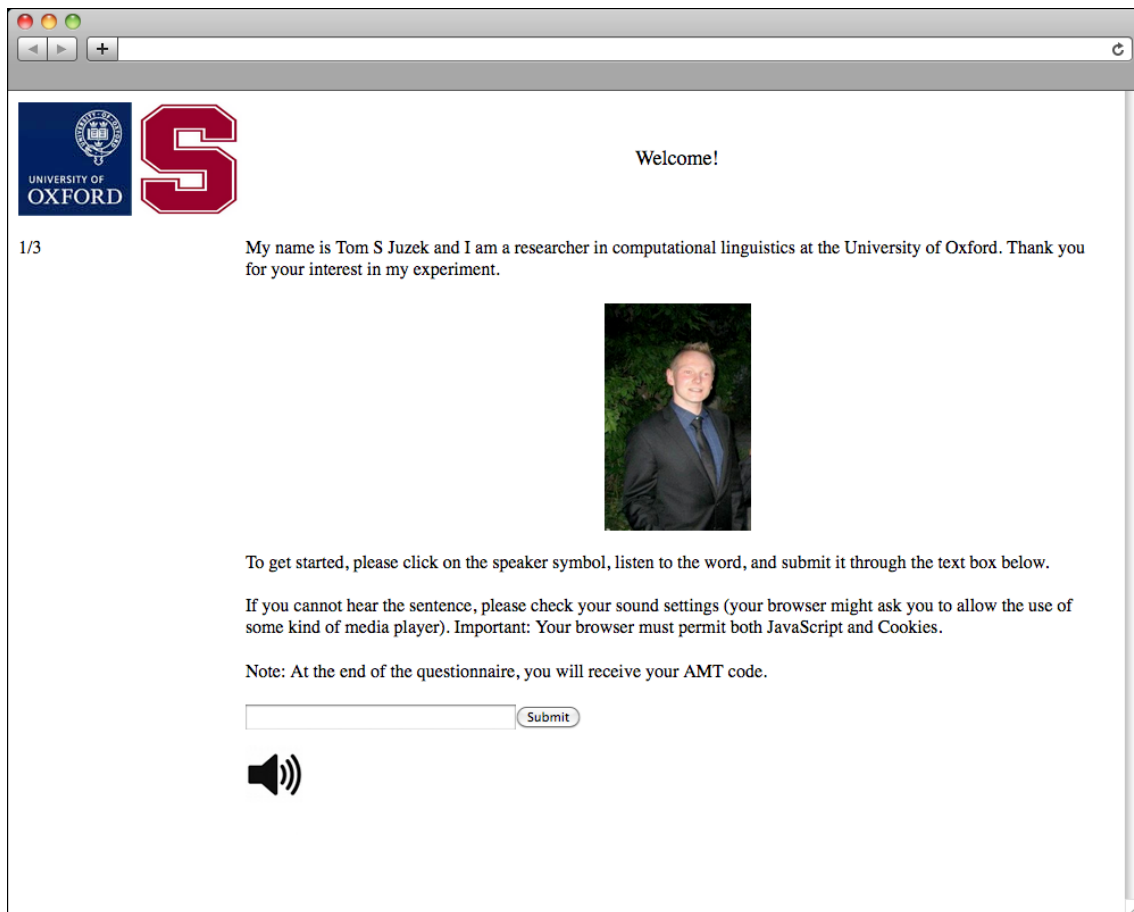 UNIVERSITY OF
OXFORD
S
Welcome!
1/3
My name is Tom S Juzek and I am a researcher in computational linguistics at the University of Oxford. Thank you
for your interest in my experiment.
To get started, please click on the speaker symbol, listen to the word, and submit it through the text box below.
If you cannot hear the sentence, please check your sound settings (your browser might ask you to allow the use of
some kind of media player). Important: Your browser must permit both JavaScript and Cookies.
Note: At the end of the questionnaire, you will receive your AMT code.
Submit